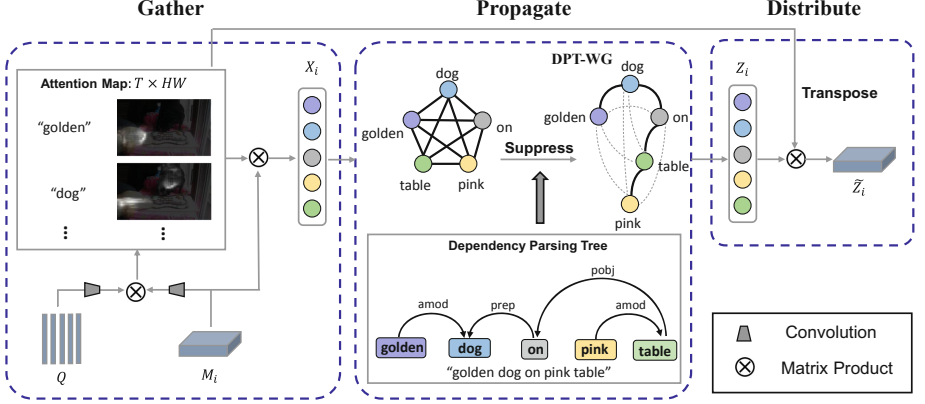 Gather
Propagate
Distribute
Attention Map: T × HW
"golden"
"dog"
⋮ ⋮
Q
M_i
X_i
DPT-WG
dog
golden
on
table
pink
Suppress
dog
golden
on
table
pink
Dependency Parsing Tree
amod
prep
pobj
amod
golden
dog
on
pink
table
"golden dog on pink table"
Z_i
Transpose
Z̃_i
Convolution
Matrix Product